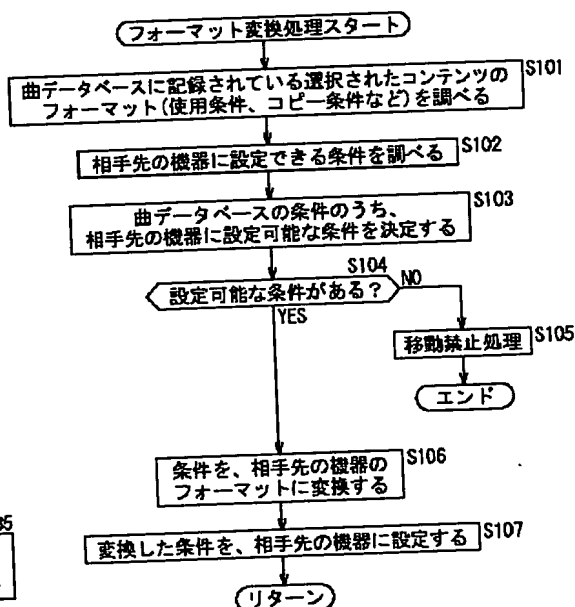 フォーマット変換処理スタート
S101
曲データベースに記録されている選択されたコンテンツの
フォーマット(使用条件、コピー条件など)を調べる
S102
相手先の機器に設定できる条件を調べる
S103
曲データベースの条件のうち、
相手先の機器に設定可能な条件を決定する
S104
設定可能な条件がある?
NO
YES
移動禁止処理
S105
エンド
S106
条件を、相手先の機器の
フォーマットに変換する
S107
変換した条件を、相手先の機器に設定する
リターン